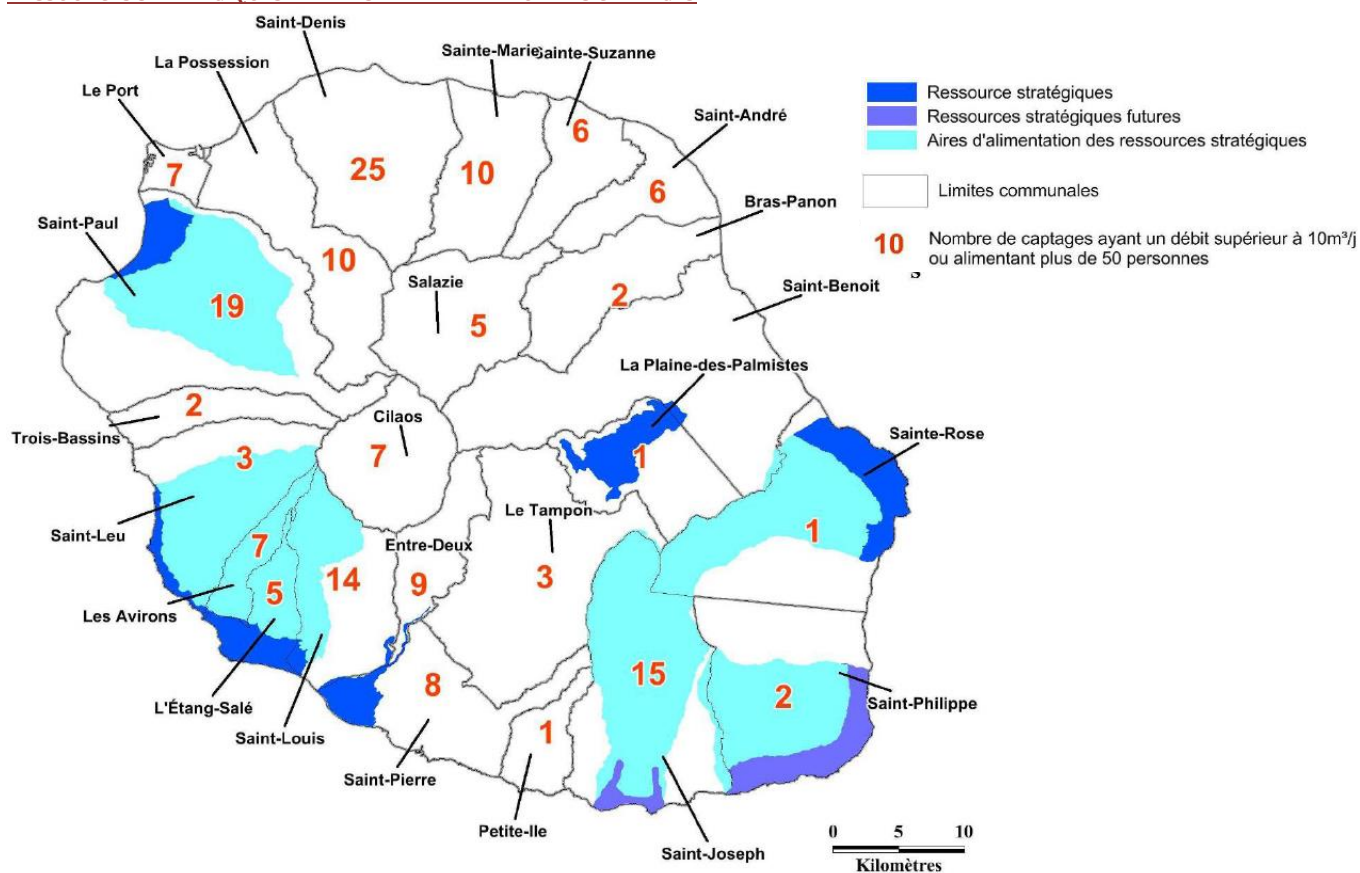 Saint-Denis
Sainte-Marie
Sainte-Suzanne
La Possession
Le Port
Saint-André
Bras-Panon
Saint-Paul
Salazie
Saint-Benoit
La Plaine-des-Palmistes
Cilaos
Trois-Bassins
Sainte-Rose
Saint-Leu
Le Tampon
Entre-Deux
Les Avirons
L'Étang-Salé
Saint-Louis
Saint-Philippe
Saint-Pierre
Petite-Ile
Saint-Joseph
7
25
10
6
6
10
19
5
2
2
3
7
1
1
7
5
14
9
3
8
1
15
2
Ressource stratégiques
Ressources stratégiques futures
Aires d'alimentation des ressources stratégiques
Limites communales
10
Nombre de captages ayant un débit supérieur à 10m³/j
ou alimentant plus de 50 personnes
0 5 10
Kilomètres